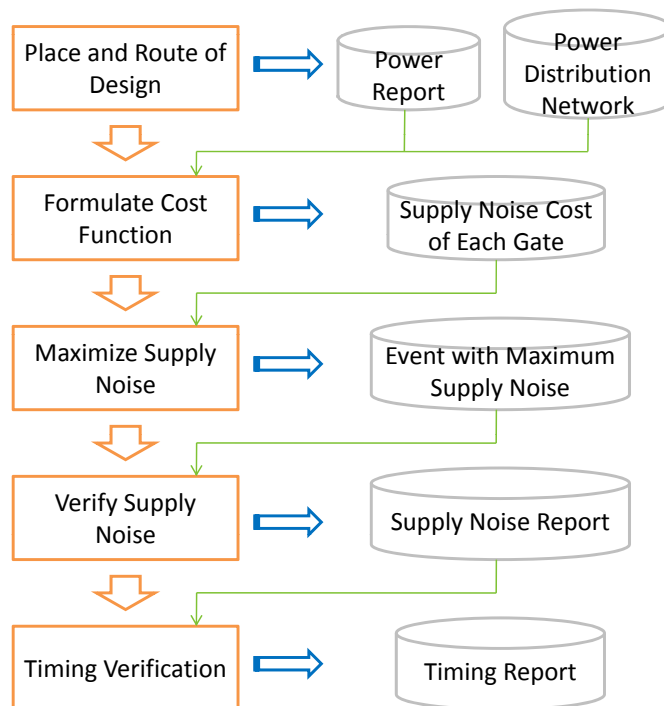 Place and Route of
Design
Power
Report
Power
Distribution
Network
Formulate Cost
Function
Supply Noise Cost
of Each Gate
Maximize Supply
Noise
Event with Maximum
Supply Noise
Verify Supply
Noise
Supply Noise Report
Timing Verification
Timing Report